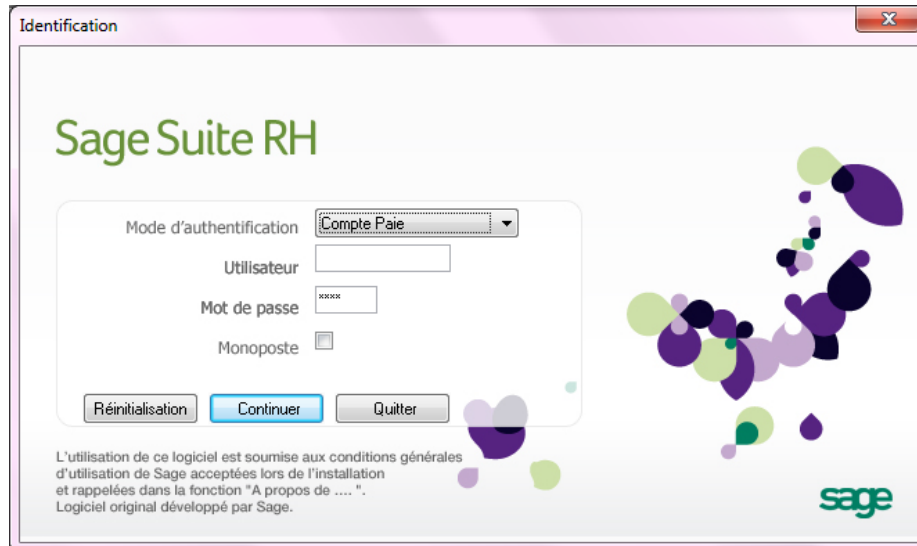 Identification
Sage Suite RH
Mode d'authentification Compte Paie
Utilisateur
Mot de passe ××××
Monoposte
Réinitialisation Continuer Quitter
L'utilisation de ce logiciel est soumise aux conditions générales
d'utilisation de Sage acceptées lors de l'installation
et rappelées dans la fonction "A propos de .... ".
Logiciel original développé par Sage.
sage